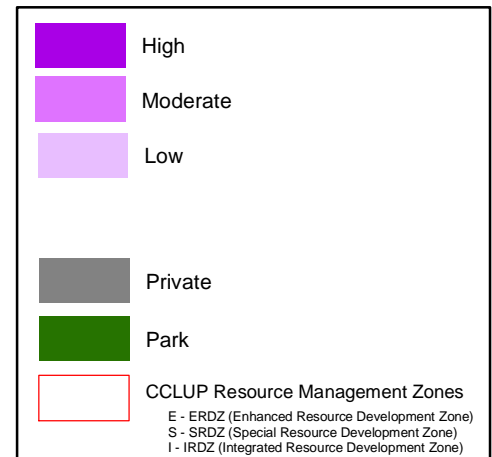 High
Moderate
Low
Private
Park
CCLUP Resource Management Zones
E - ERDZ (Enhanced Resource Development Zone)
S - SRDZ (Special Resource Development Zone)
I - IRDZ (Integrated Resource Development Zone)